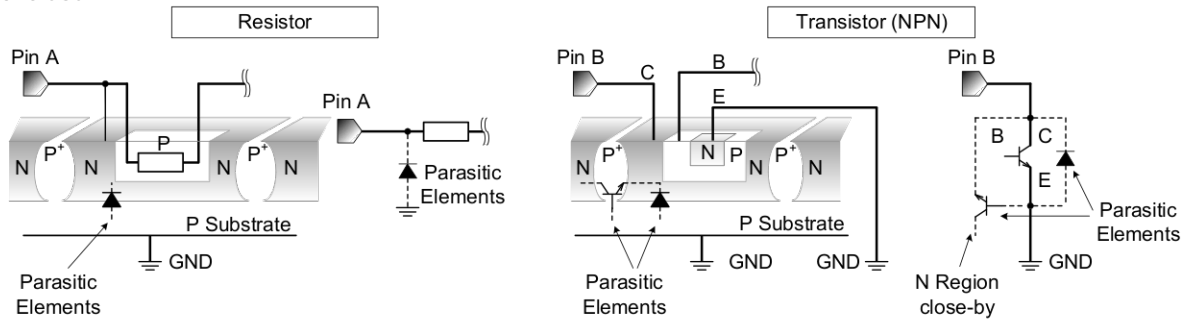 Resistor
Pin A
N
P+
N
P
N
P+
N
P Substrate
GND
Parasitic
Elements
Pin A
Parasitic
Elements
Transistor (NPN)
Pin B
C
B
E
N
P+
N
N
P
N
P+
N
P Substrate
GND
GND
Parasitic
Elements
Pin B
B
C
E
Parasitic
Elements
GND
N Region
close-by